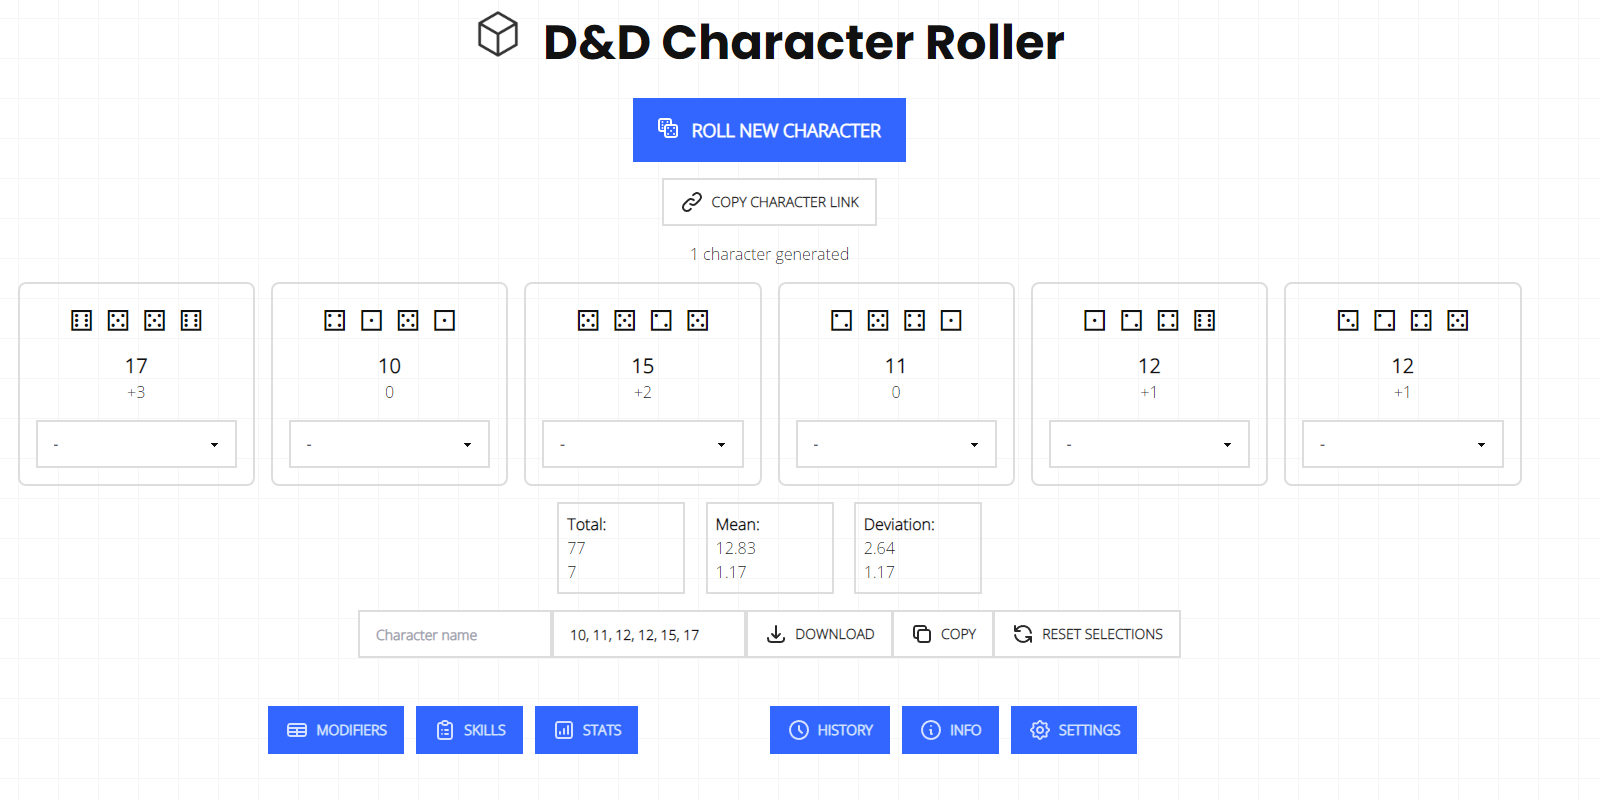 D&D Character Roller
ROLL NEW CHARACTER
COPY CHARACTER LINK
1 character generated
17
+3
-
10
0
-
15
+2
-
11
0
-
12
+1
-
12
+1
-
Total:
77
7
Mean:
12.83
1.17
Deviation:
2.64
1.17
Character name
10, 11, 12, 12, 15, 17
DOWNLOAD
COPY
RESET SELECTIONS
MODIFIERS
SKILLS
STATS
HISTORY
INFO
SETTINGS